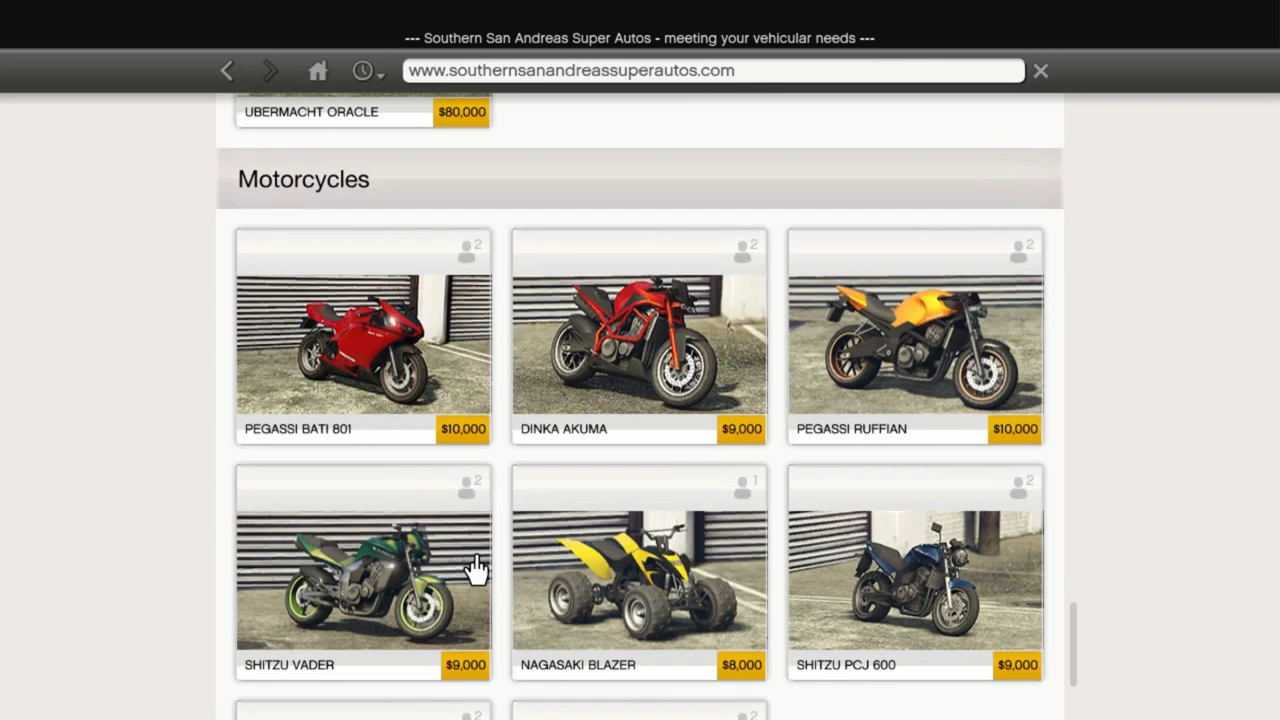 --- Southern San Andreas Super Autos - meeting your vehicular needs ---
www.southernsanandreassuperautos.com
UBERMACHT ORACLE $80,000
Motorcycles
2 2 2
PEGASSI BATI 801 $10,000 DINKA AKUMA $9,000 PEGASSI RUFFIAN $10,000
2 1 2
SHITZU VADER $9,000 NAGASAKI BLAZER $8,000 SHITZU PCJ 600 $9,000
2 2